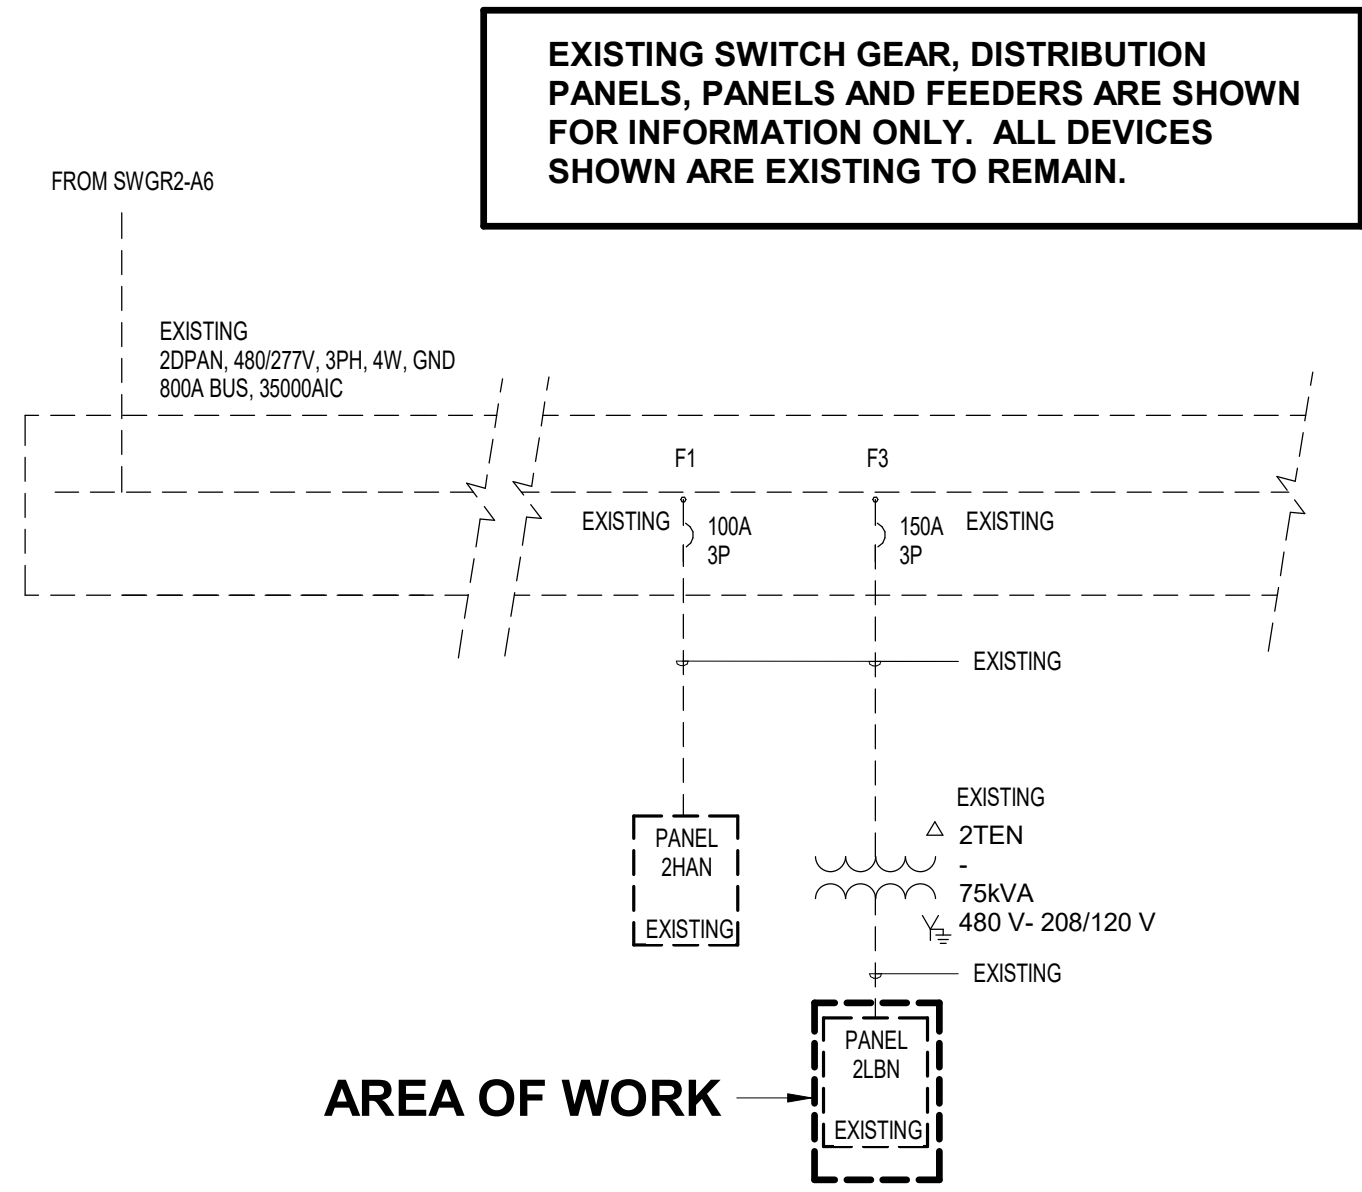 EXISTING SWITCH GEAR, DISTRIBUTION
PANELS, PANELS AND FEEDERS ARE SHOWN
FOR INFORMATION ONLY.  ALL DEVICES
SHOWN ARE EXISTING TO REMAIN.
FROM SWGR2-A6
EXISTING
2DPAN, 480/277V, 3PH, 4W, GND
800A BUS, 35000AIC
F1
F3
EXISTING
100A
3P
150A
3P
EXISTING
EXISTING
PANEL
2HAN
EXISTING
EXISTING
2TEN
-
75kVA
480 V- 208/120 V
EXISTING
PANEL
2LBN
EXISTING
AREA OF WORK